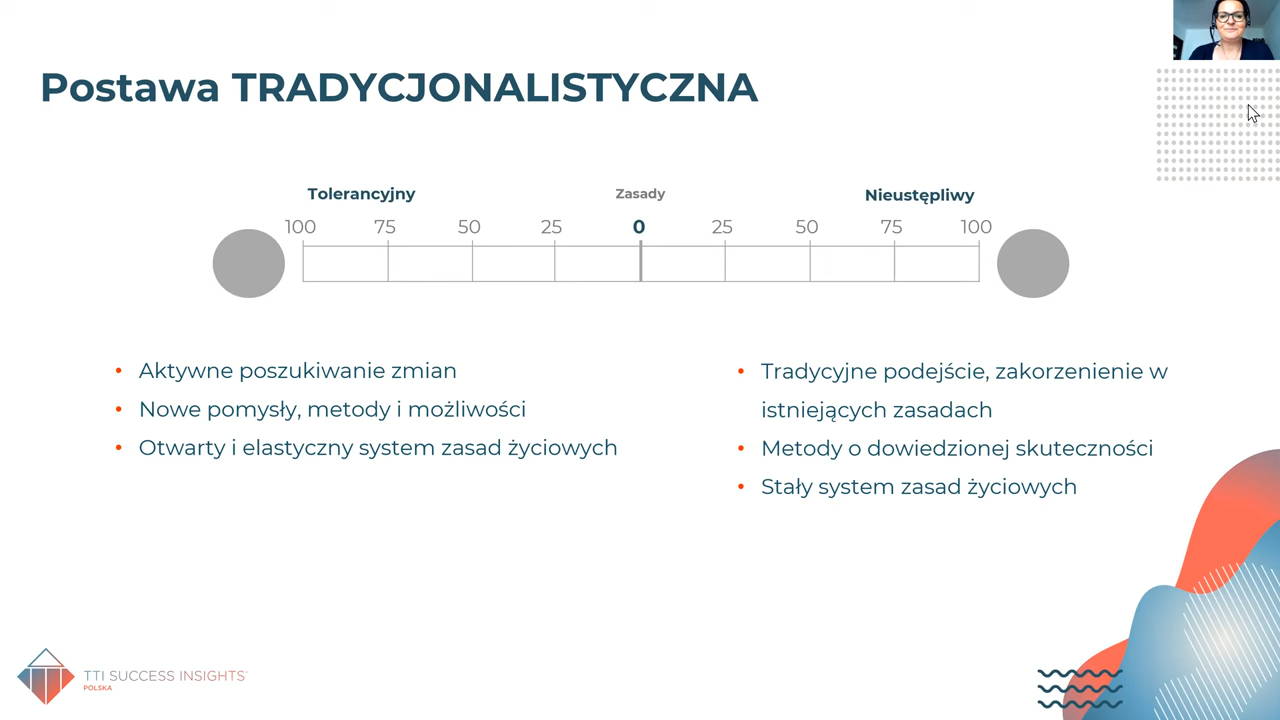 Postawa TRADYCJONALISTYCZNA
Tolerancyjny Zasady Nieustępliwy
100 75 50 25 0 25 50 75 100
• Aktywne poszukiwanie zmian
• Nowe pomysły, metody i możliwości
• Otwarty i elastyczny system zasad życiowych
• Tradycyjne podejście, zakorzenienie w
istniejących zasadach
• Metody o dowiedzionej skuteczności
• Stały system zasad życiowych
TTI SUCCESS INSIGHTS
POLSKA